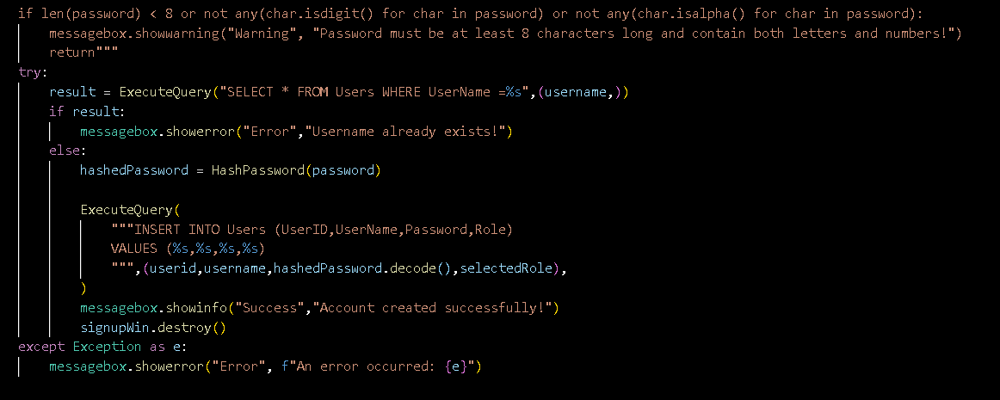 if len(password) < 8 or not any(char.isdigit() for char in password) or not any(char.isalpha() for char in password):
    messagebox.showwarning("Warning", "Password must be at least 8 characters long and contain both letters and numbers!")
    return"""
try:
    result = ExecuteQuery("SELECT * FROM Users WHERE UserName =%s",(username,))
    if result:
        messagebox.showerror("Error","Username already exists!")
    else:
        hashedPassword = HashPassword(password)

        ExecuteQuery(
            """INSERT INTO Users (UserID,UserName,Password,Role)
            VALUES (%s,%s,%s,%s)
            """,(userid,username,hashedPassword.decode(),selectedRole),
        )
        messagebox.showinfo("Success","Account created successfully!")
        signupWin.destroy()
except Exception as e:
    messagebox.showerror("Error", f"An error occurred: {e}")